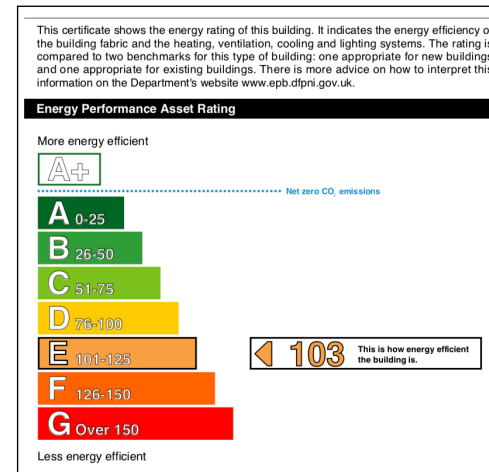 This certificate shows the energy rating of this building. It indicates the energy efficiency o
the building fabric and the heating, ventilation, cooling and lighting systems. The rating is
compared to two benchmarks for this type of building: one appropriate for new buildings
and one appropriate for existing buildings. There is more advice on how to interpret this
information on the Department's website www.epb.dfpni.gov.uk.
Energy Performance Asset Rating
More energy efficient
A+
Net zero CO₂ emissions
A 0-25
B 26-50
C 51-75
D 76-100
E 101-125
103 This is how energy efficient
the building is.
F 126-150
G Over 150
Less energy efficient